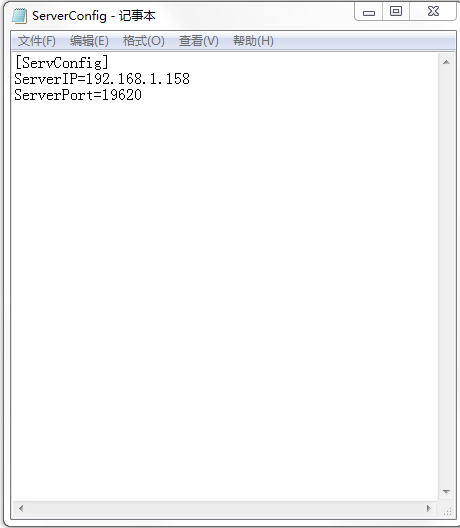 ServerConfig - 记事本
文件(F) 编辑(E) 格式(O) 查看(V) 帮助(H)
[ServConfig]
ServerIP=192.168.1.158
ServerPort=19620